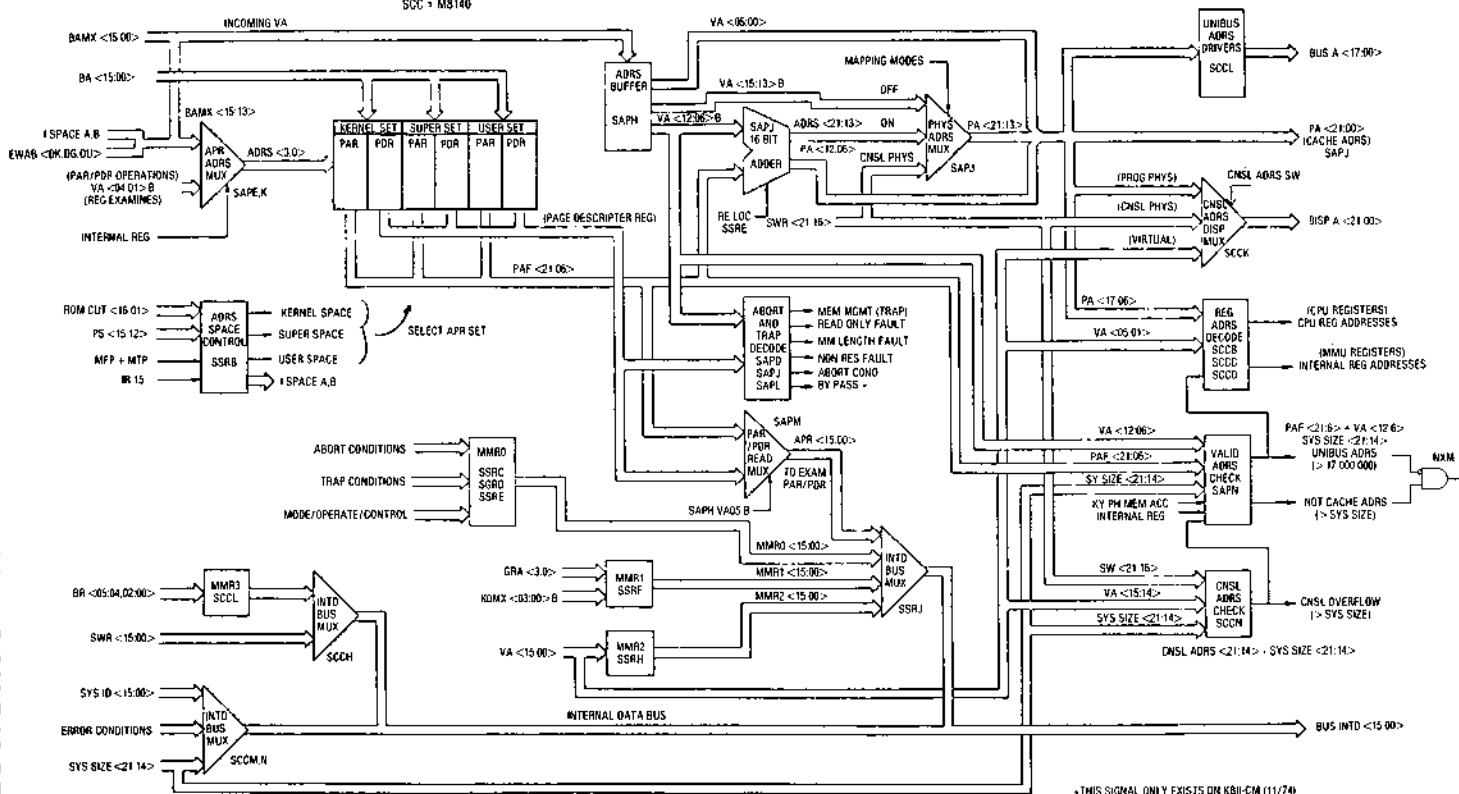 SCC = M8140
INCOMING VA
BAMX <15:00>
BA <15:00>
BAMX <15:13>
I SPACE A,B
EWAB <DK,DG,OU>
APR
ADRS
MUX
SAPE,K
ADRS <3:0>
(PAR/PDR OPERATIONS)
VA <04:01> B
(REG EXAMINES)
INTERNAL REG
KERNEL SET
SUPER SET
USER SET
PAR
PDR
PAR
PDR
PAR
PDR
(PAGE DESCRIPTER REG)
PAF <21:06>
ADRS
BUFFER
SAPH
VA <05:00>
VA <15:13> B
VA <12:06> B
SAPJ
16 BIT
ADDER
ADRS <21:13>
PA <12:06>
RELOC
SSRE
SWR <21:16>
MAPPING MODES
OFF
ON
CNSL PHYS
PHYS
ADRS
MUX
SAPJ
PA <21:13>
UNIBUS
ADRS
DRIVERS
SCCL
BUS A <17:00>
PA <21:00>
(CACHE ADRS)
SAPJ
CNSL ADRS SW
(PROG PHYS)
(CNSL PHYS)
(VIRTUAL)
CNSL
ADRS
DISP
MUX
SCCK
DISP A <21:00>
ROM OUT <16:01>
PS <15:12>
MFP + MTP
IR 15
ADRS
SPACE
CONTROL
SSRB
KERNEL SPACE
SUPER SPACE
USER SPACE
I SPACE A,B
SELECT APR SET
ABORT
AND
TRAP
DECODE
SAPD
SAPJ
SAPL
MEM MGMT (TRAP)
READ ONLY FAULT
MM LENGTH FAULT
NON RES FAULT
ABORT COND
BY PASS *
PA <17:06>
VA <05:01>
REG
ADRS
DECODE
SCCB
SCCC
SCCD
(CPU REGISTERS)
CPU REG ADDRESSES
(MMU REGISTERS)
INTERNAL REG ADDRESSES
SAPM
PAR
/PDR
READ
MUX
APR <15:00>
TO EXAM
PAR/PDR
SAPH VA05 B
ABORT CONDITIONS
TRAP CONDITIONS
MODE/OPERATE/CONTROL
MMR0
SSRC
SSRD
SSRE
VA <12:06>
PAF <21:06>
SY SIZE <21:14>
XY PH MEM ACC
INTERNAL REG
VALID
ADRS
CHECK
SAPN
PAF <21:6> + VA <12:6>
SYS SIZE <21:14>
UNIBUS ADRS
(> 17 000 000)
NXM
NOT CACHE ADRS
(> SYS SIZE)
MMR0 <15:00>
MMR1 <15:00>
MMR2 <15:00>
GRA <3:0>
KOMX <03:00> B
MMR1
SSRF
VA <15:00>
MMR2
SSRH
INTD
BUS
MUX
SSRJ
BR <05:04,02:00>
MMR3
SCCL
SWR <15:00>
INTD
BUS
MUX
SCCH
SW <21:16>
VA <15:14>
SYS SIZE <21:14>
CNSL
ADRS
CHECK
SCCN
CNSL OVERFLOW
(> SYS SIZE)
CNSL ADRS <21:14> - SYS SIZE <21:14>
SYS ID <15:00>
ERROR CONDITIONS
SYS SIZE <21:14>
INTD
BUS
MUX
SCCM,N
INTERNAL DATA BUS
BUS INTD <15:00>
*THIS SIGNAL ONLY EXISTS ON KB11-CM (11/74)